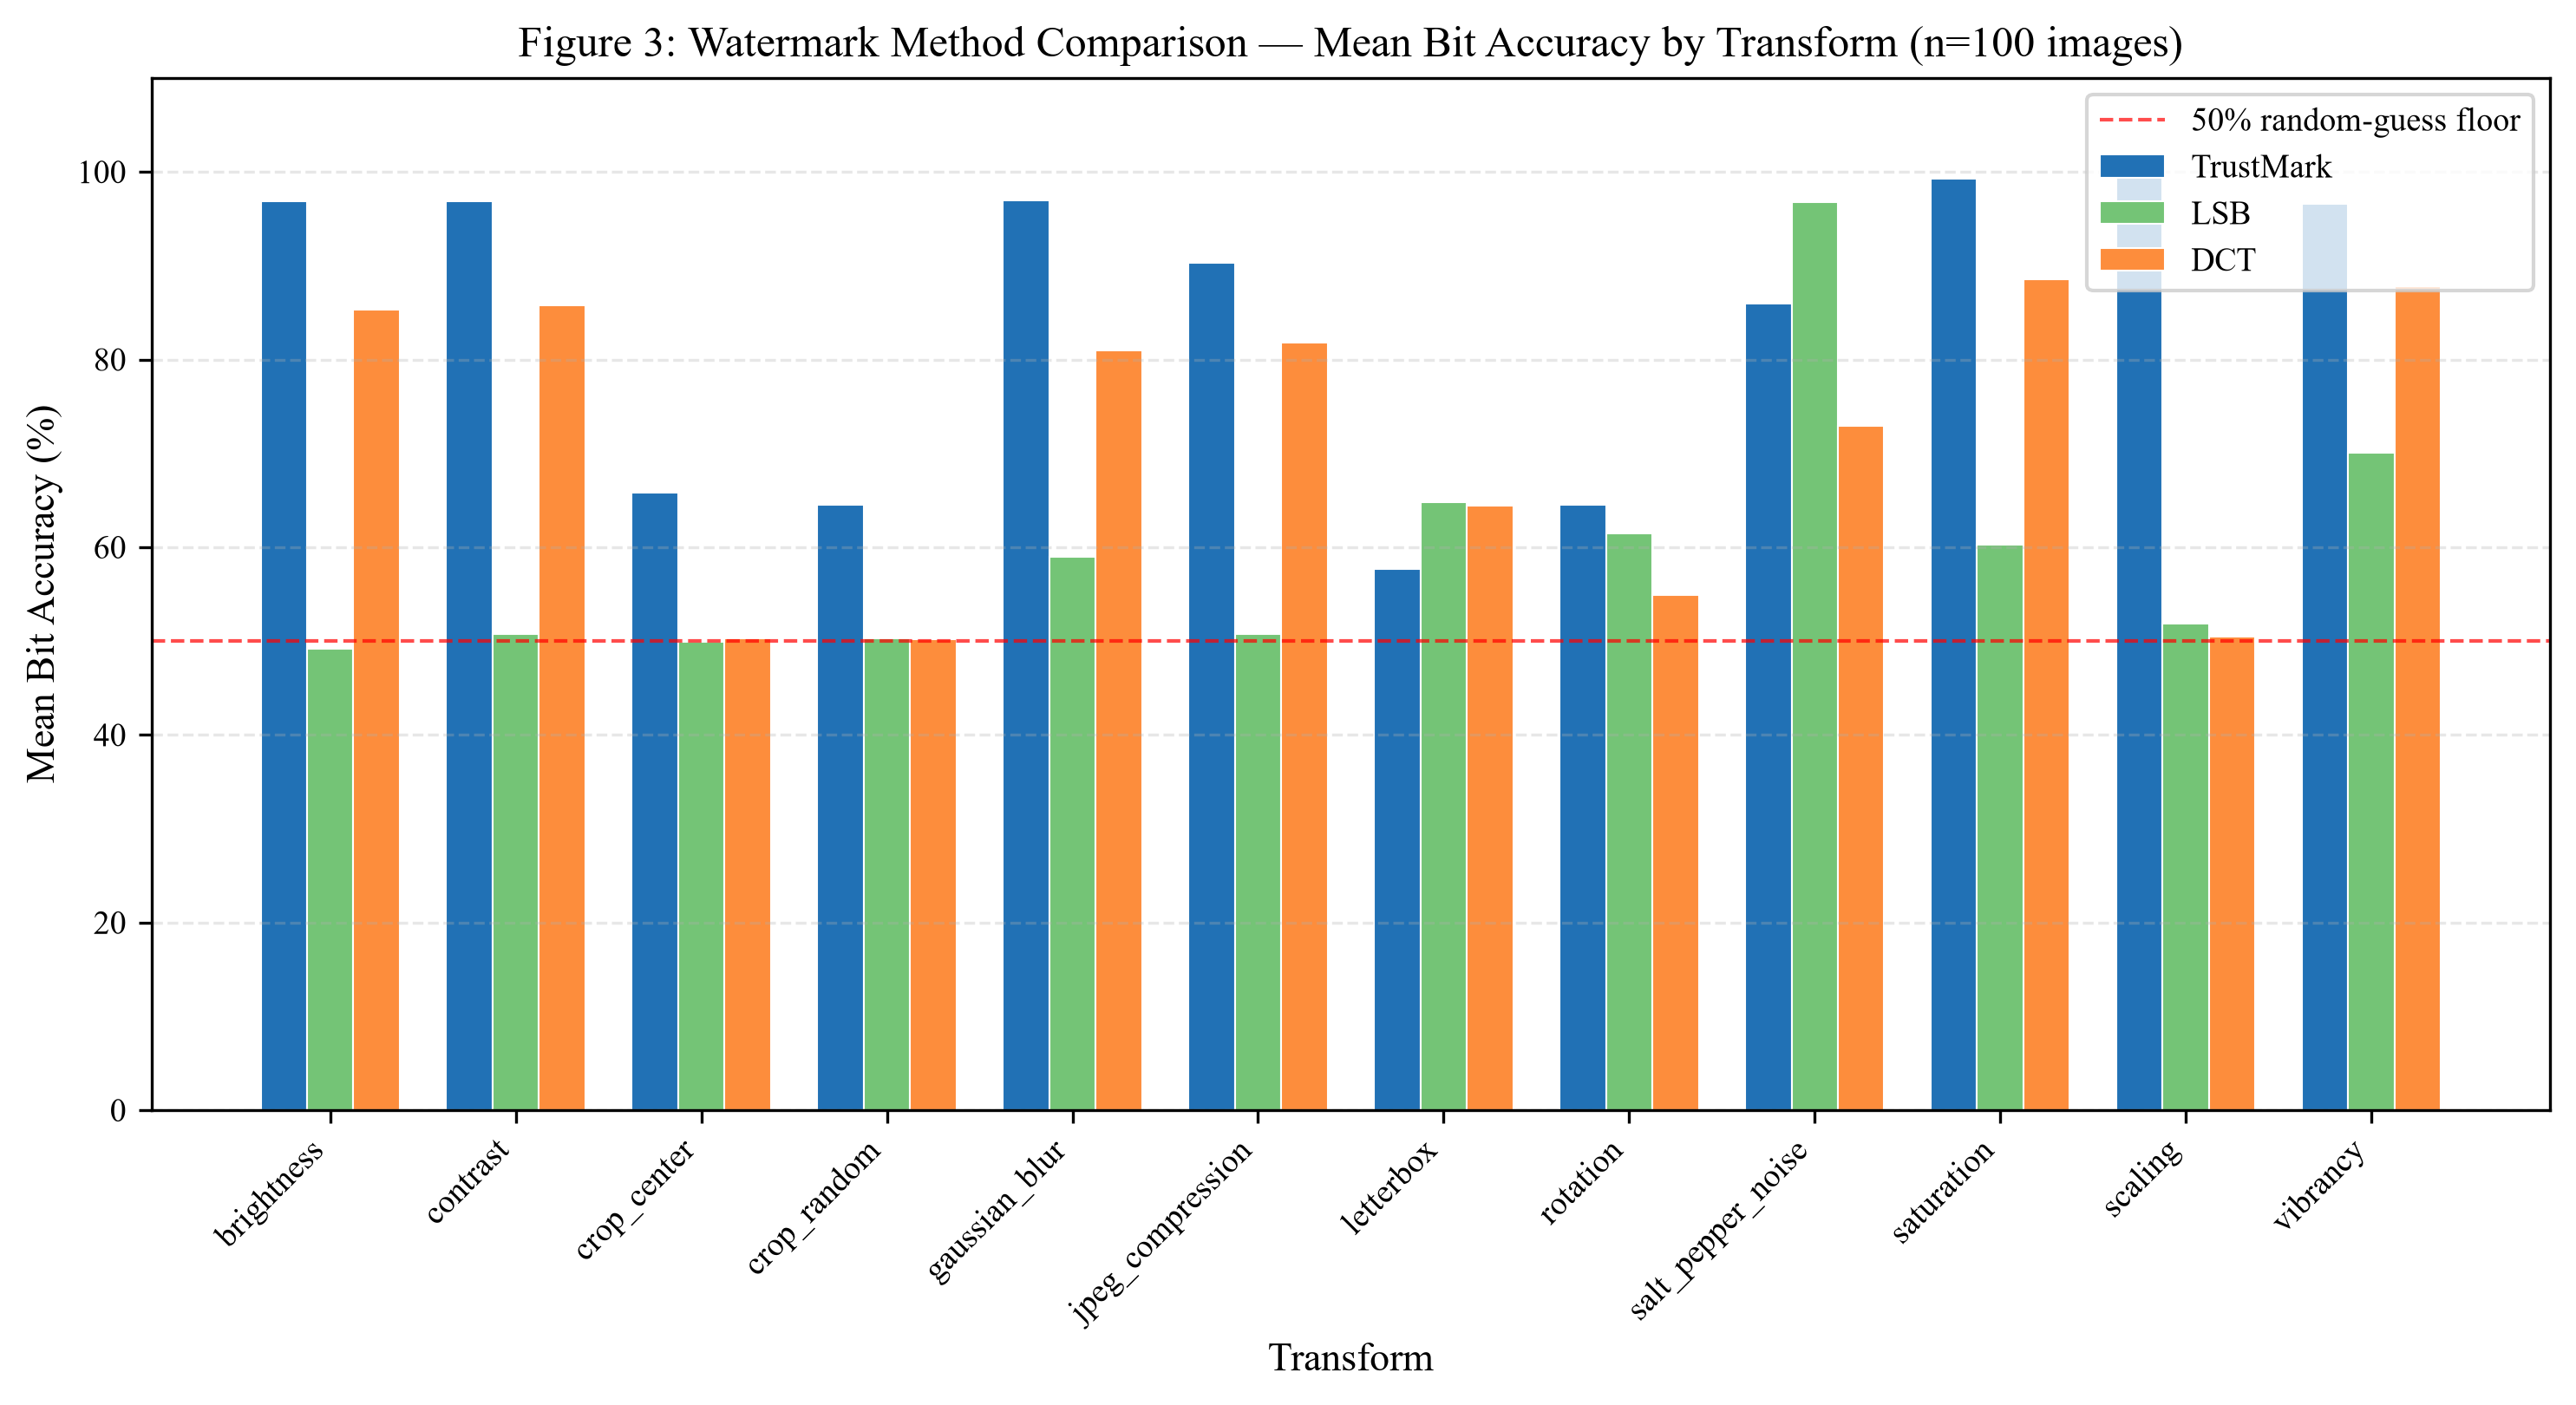 Figure 3: Watermark Method Comparison — Mean Bit Accuracy by Transform (n=100 images)
50% random-guess floor
TrustMark
LSB
DCT
Mean Bit Accuracy (%)
100
80
60
40
20
0
brightness
contrast
crop_center
crop_random
gaussian_blur
jpeg_compression
letterbox
rotation
salt_pepper_noise
saturation
scaling
vibrancy
Transform